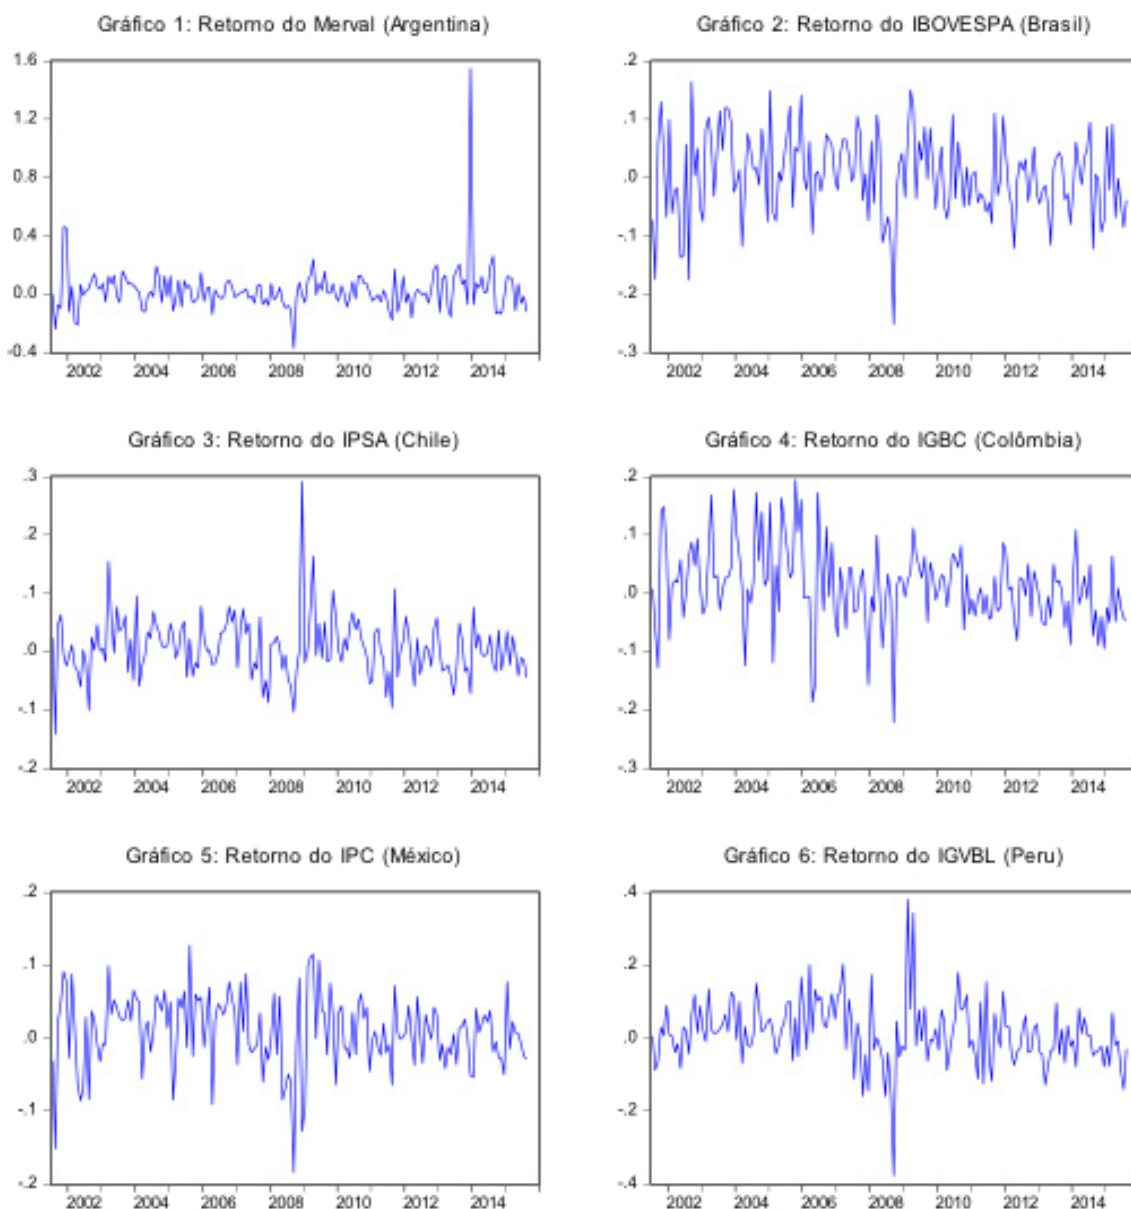 Gráfico 1: Retorno do Merval (Argentina)
1.6
1.2
0.8
0.4
0.0
-0.4
2002 2004 2006 2008 2010 2012 2014
Gráfico 2: Retorno do IBOVESPA (Brasil)
.2
.1
.0
-.1
-.2
-.3
2002 2004 2006 2008 2010 2012 2014
Gráfico 3: Retorno do IPSA (Chile)
.3
.2
.1
.0
-.1
-.2
2002 2004 2006 2008 2010 2012 2014
Gráfico 4: Retorno do IGBC (Colômbia)
.2
.1
.0
-.1
-.2
-.3
2002 2004 2006 2008 2010 2012 2014
Gráfico 5: Retorno do IPC (México)
.2
.1
.0
-.1
-.2
2002 2004 2006 2008 2010 2012 2014
Gráfico 6: Retorno do IGVBL (Peru)
.4
.2
.0
-.2
-.4
2002 2004 2006 2008 2010 2012 2014